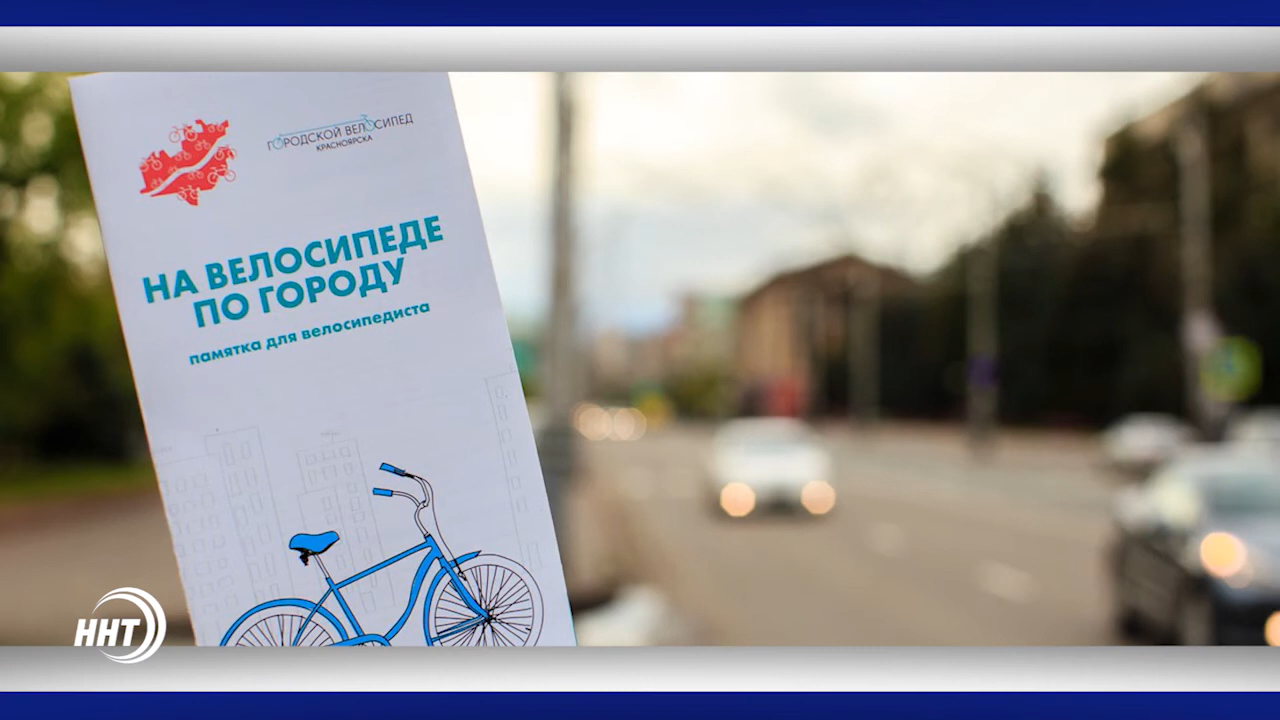 ГОРОДСКОЙ ВЕЛОСИПЕД
КРАСНОЯРСКА
НА ВЕЛОСИПЕДЕ
ПО ГОРОДУ
памятка для велосипедиста
ННТ